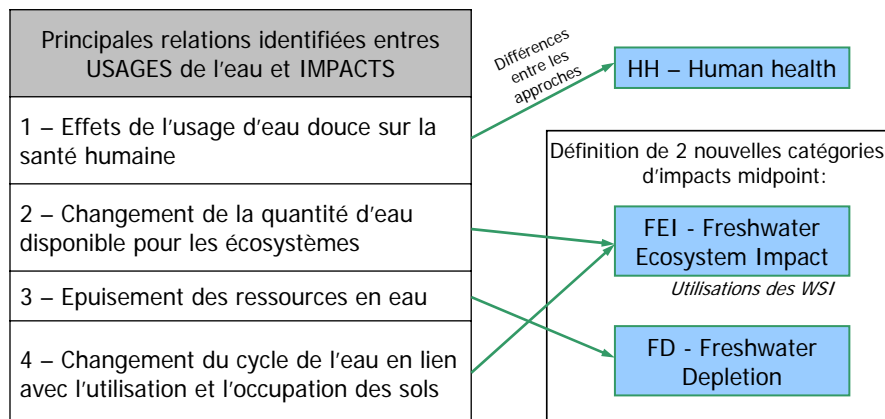 Principales relations identifiées entres
USAGES de l'eau et IMPACTS
1 – Effets de l'usage d'eau douce sur la
santé humaine
2 – Changement de la quantité d'eau
disponible pour les écosystèmes
3 – Epuisement des ressources en eau
4 – Changement du cycle de l'eau en lien
avec l'utilisation et l'occupation des sols
Différences
entre les
approches
HH – Human health
Définition de 2 nouvelles catégories
d'impacts midpoint:
FEI - Freshwater
Ecosystem Impact
Utilisations des WSI
FD - Freshwater
Depletion